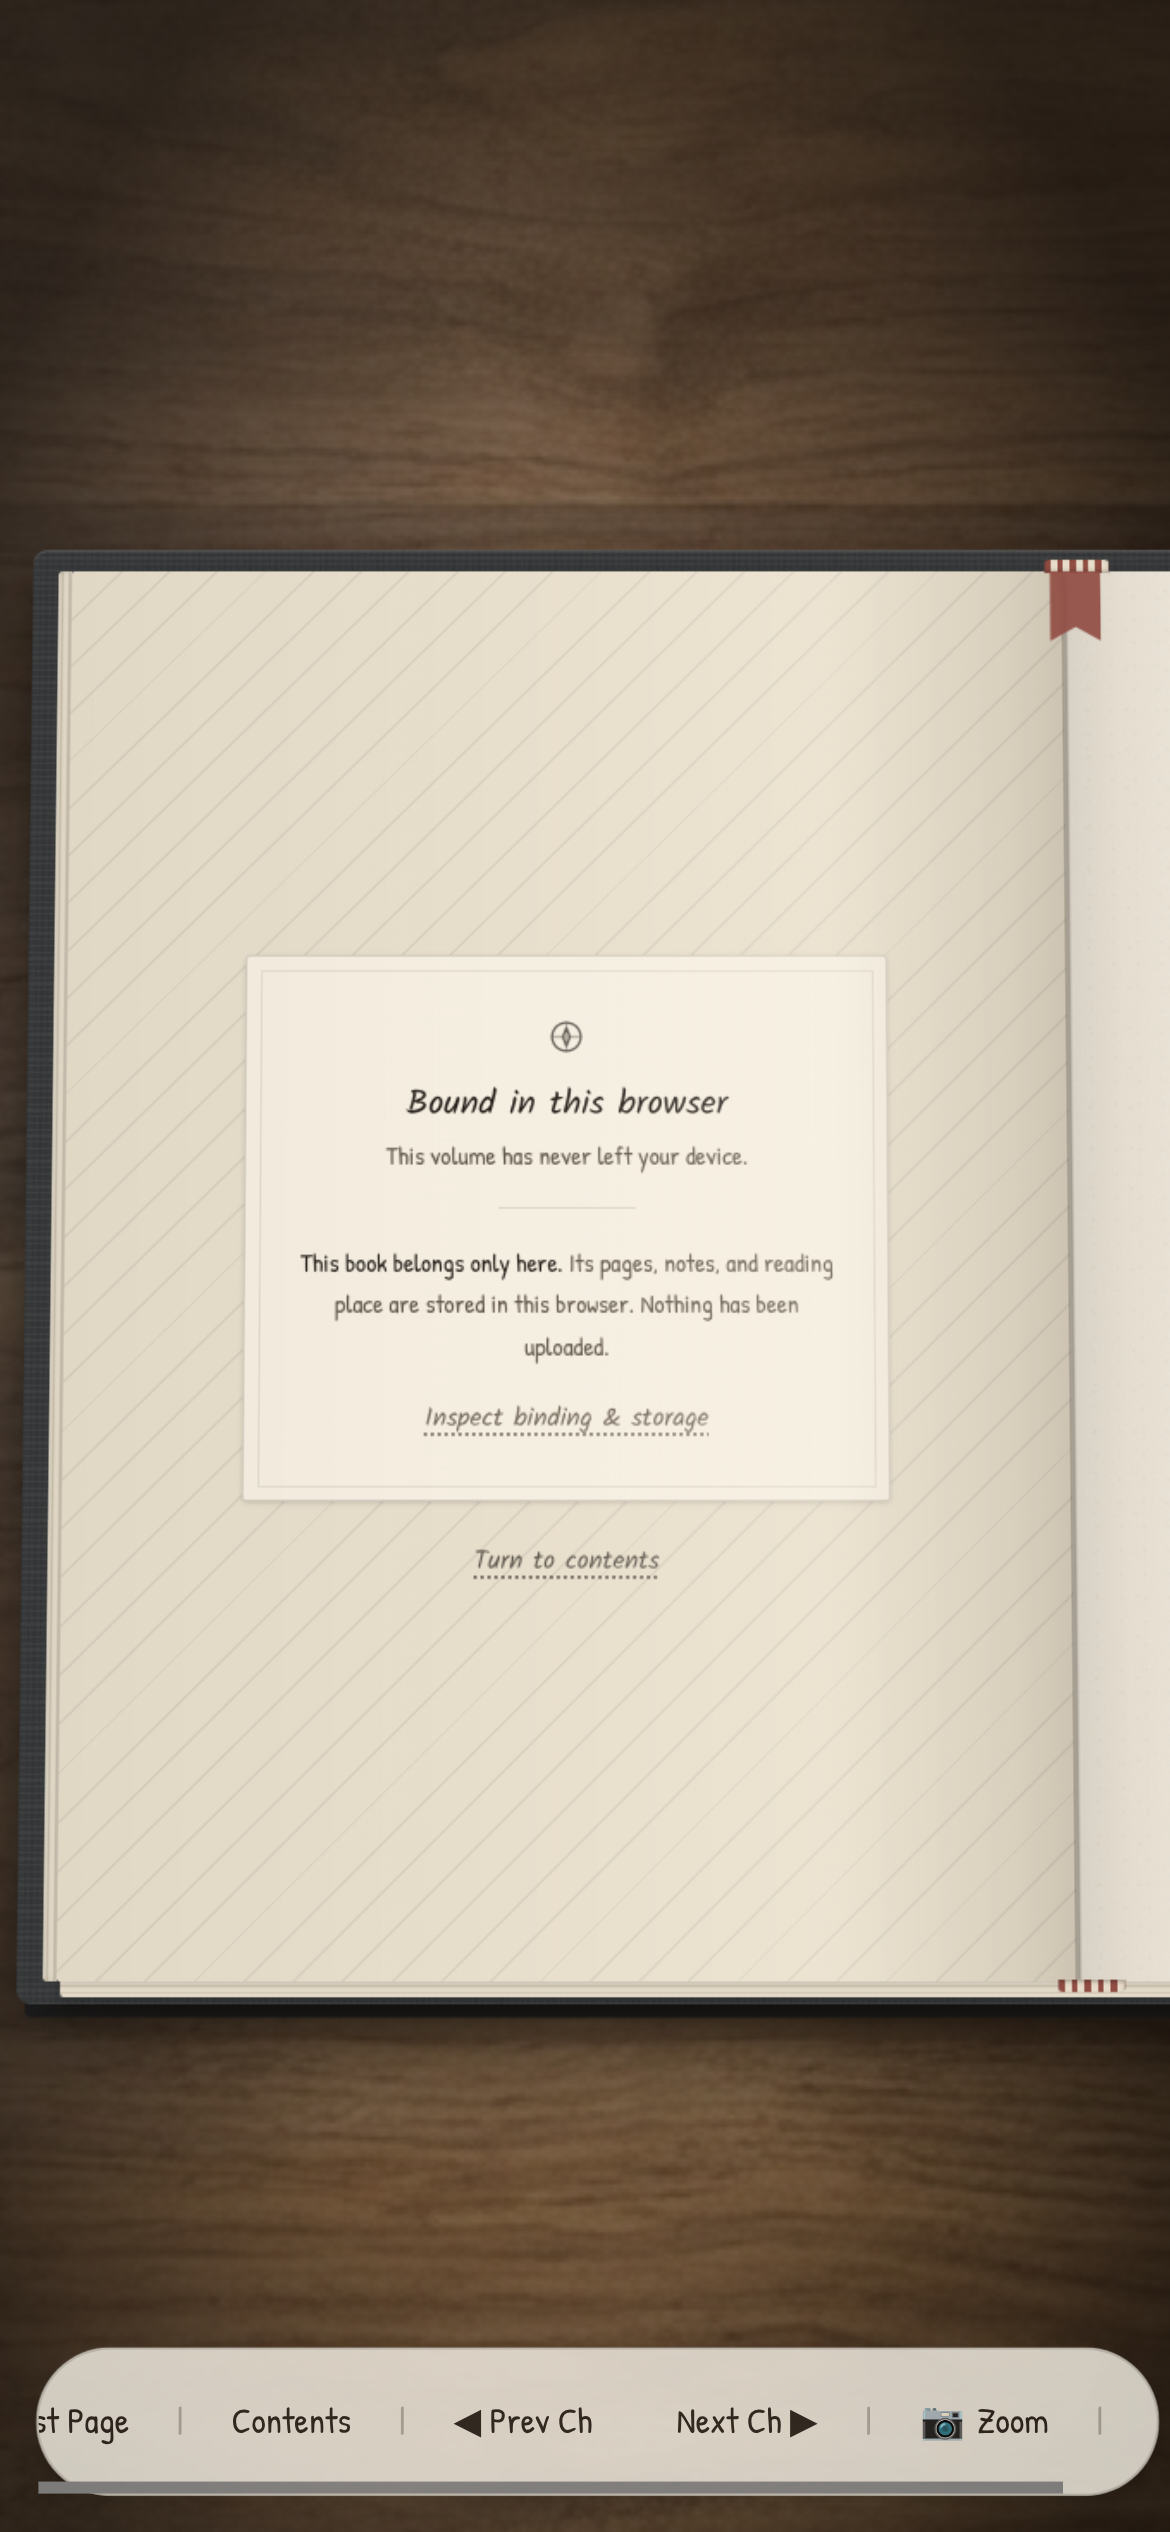 Bound in this browser
This volume has never left your device.
This book belongs only here. Its pages, notes, and reading
place are stored in this browser. Nothing has been
uploaded.
Inspect binding & storage
Turn to contents
st Page | Contents | ◀ Prev Ch Next Ch ▶ | 📷 Zoom |